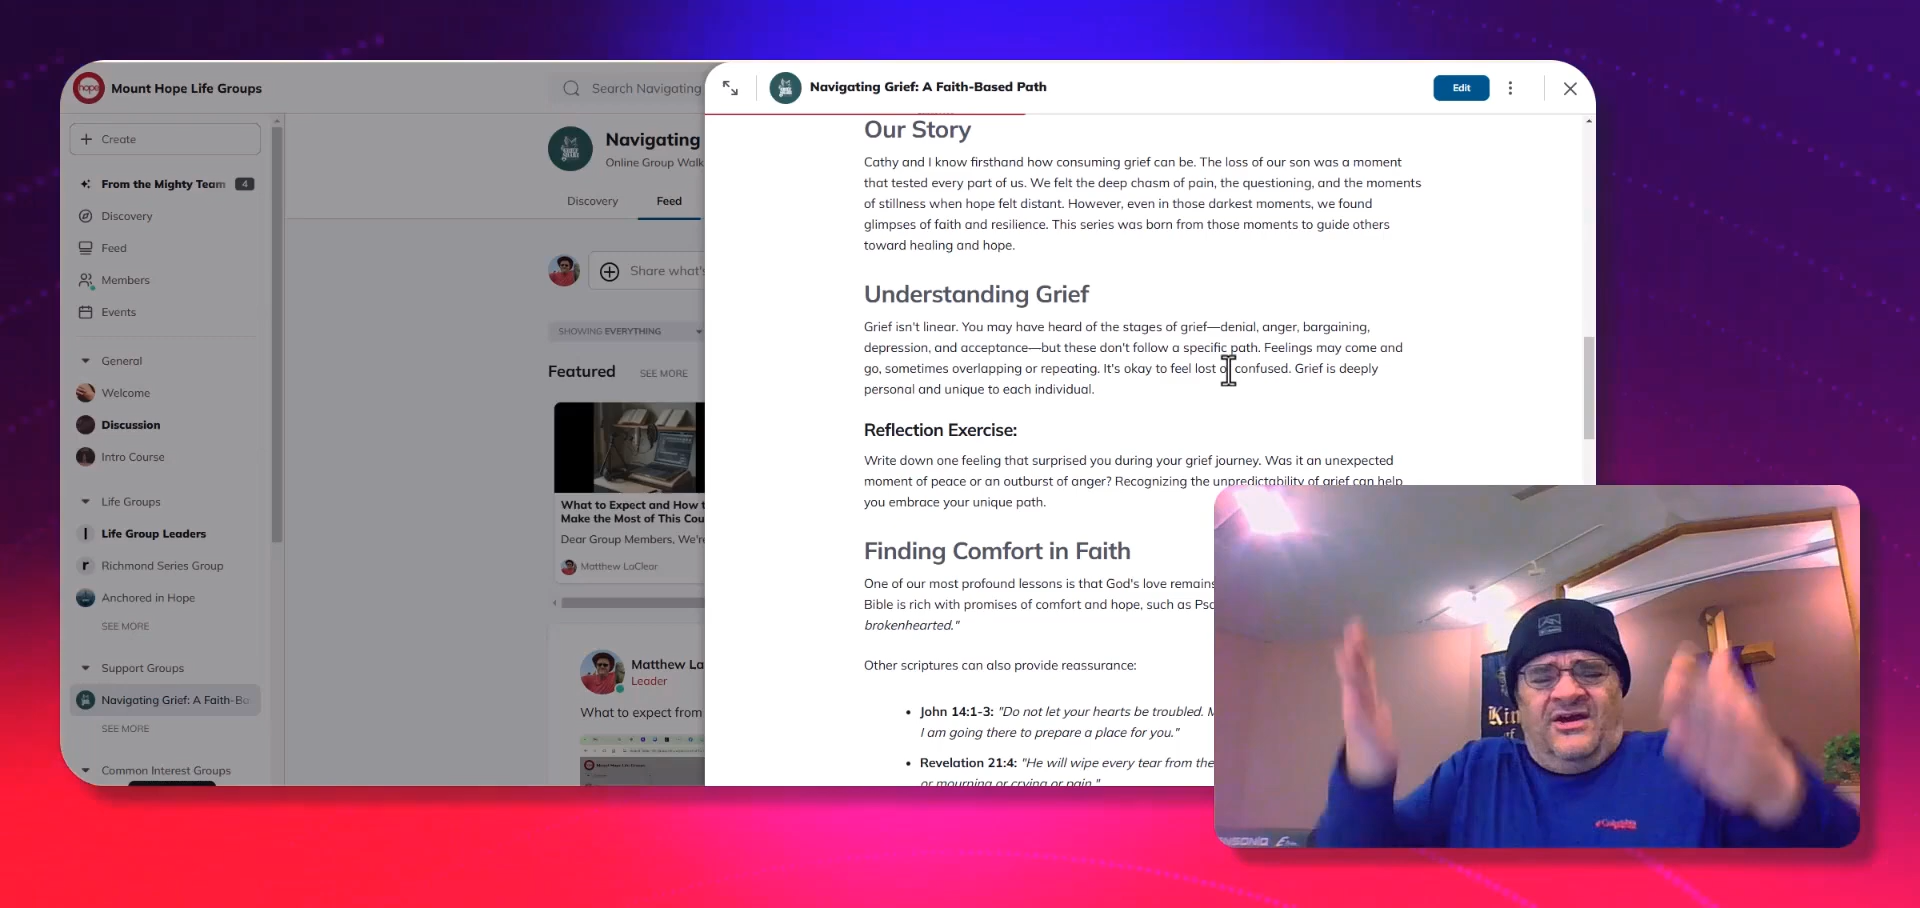 hope
Mount Hope Life Groups
Create
From the Mighty Team 4
Discovery
Feed
Members
Events
General
Welcome
Discussion
Intro Course
Life Groups
Life Group Leaders
r Richmond Series Group
Anchored in Hope
SEE MORE
Support Groups
Navigating Grief: A Faith-Ba
SEE MORE
Common Interest Groups
Search Navigating
Navigating
Online Group Walk
Discovery Feed
Share what's
SHOWING EVERYTHING
Featured SEE MORE
What to Expect and How t
Make the Most of This Cou
Dear Group Members, We're
Matthew LaClear
Matthew La
Leader
What to expect from
Navigating Grief: A Faith-Based Path
Edit
Our Story
Cathy and I know firsthand how consuming grief can be. The loss of our son was a moment
that tested every part of us. We felt the deep chasm of pain, the questioning, and the moments
of stillness when hope felt distant. However, even in those darkest moments, we found
glimpses of faith and resilience. This series was born from those moments to guide others
toward healing and hope.
Understanding Grief
Grief isn't linear. You may have heard of the stages of grief—denial, anger, bargaining,
depression, and acceptance—but these don't follow a specific path. Feelings may come and
go, sometimes overlapping or repeating. It's okay to feel lost or confused. Grief is deeply
personal and unique to each individual.
Reflection Exercise:
Write down one feeling that surprised you during your grief journey. Was it an unexpected
moment of peace or an outburst of anger? Recognizing the unpredictability of grief can help
you embrace your unique path.
Finding Comfort in Faith
One of our most profound lessons is that God's love remains
Bible is rich with promises of comfort and hope, such as Psa
brokenhearted."
Other scriptures can also provide reassurance:
• John 14:1-3: "Do not let your hearts be troubled. M
I am going there to prepare a place for you."
• Revelation 21:4: "He will wipe every tear from the
or mourning or crying or pain."
Kin
of
Columbia